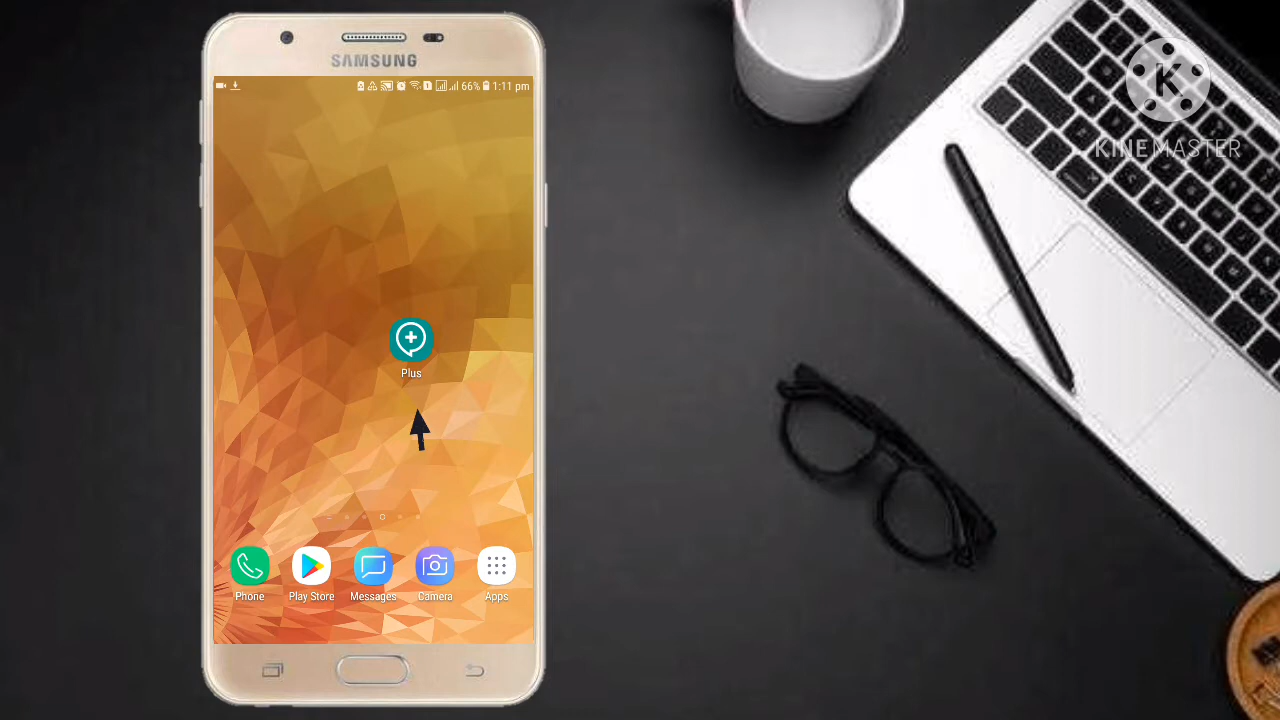 SAMSUNG
66% 1:11 pm
Plus
Phone
Play Store
Messages
Camera
Apps
K
KINEMASTER